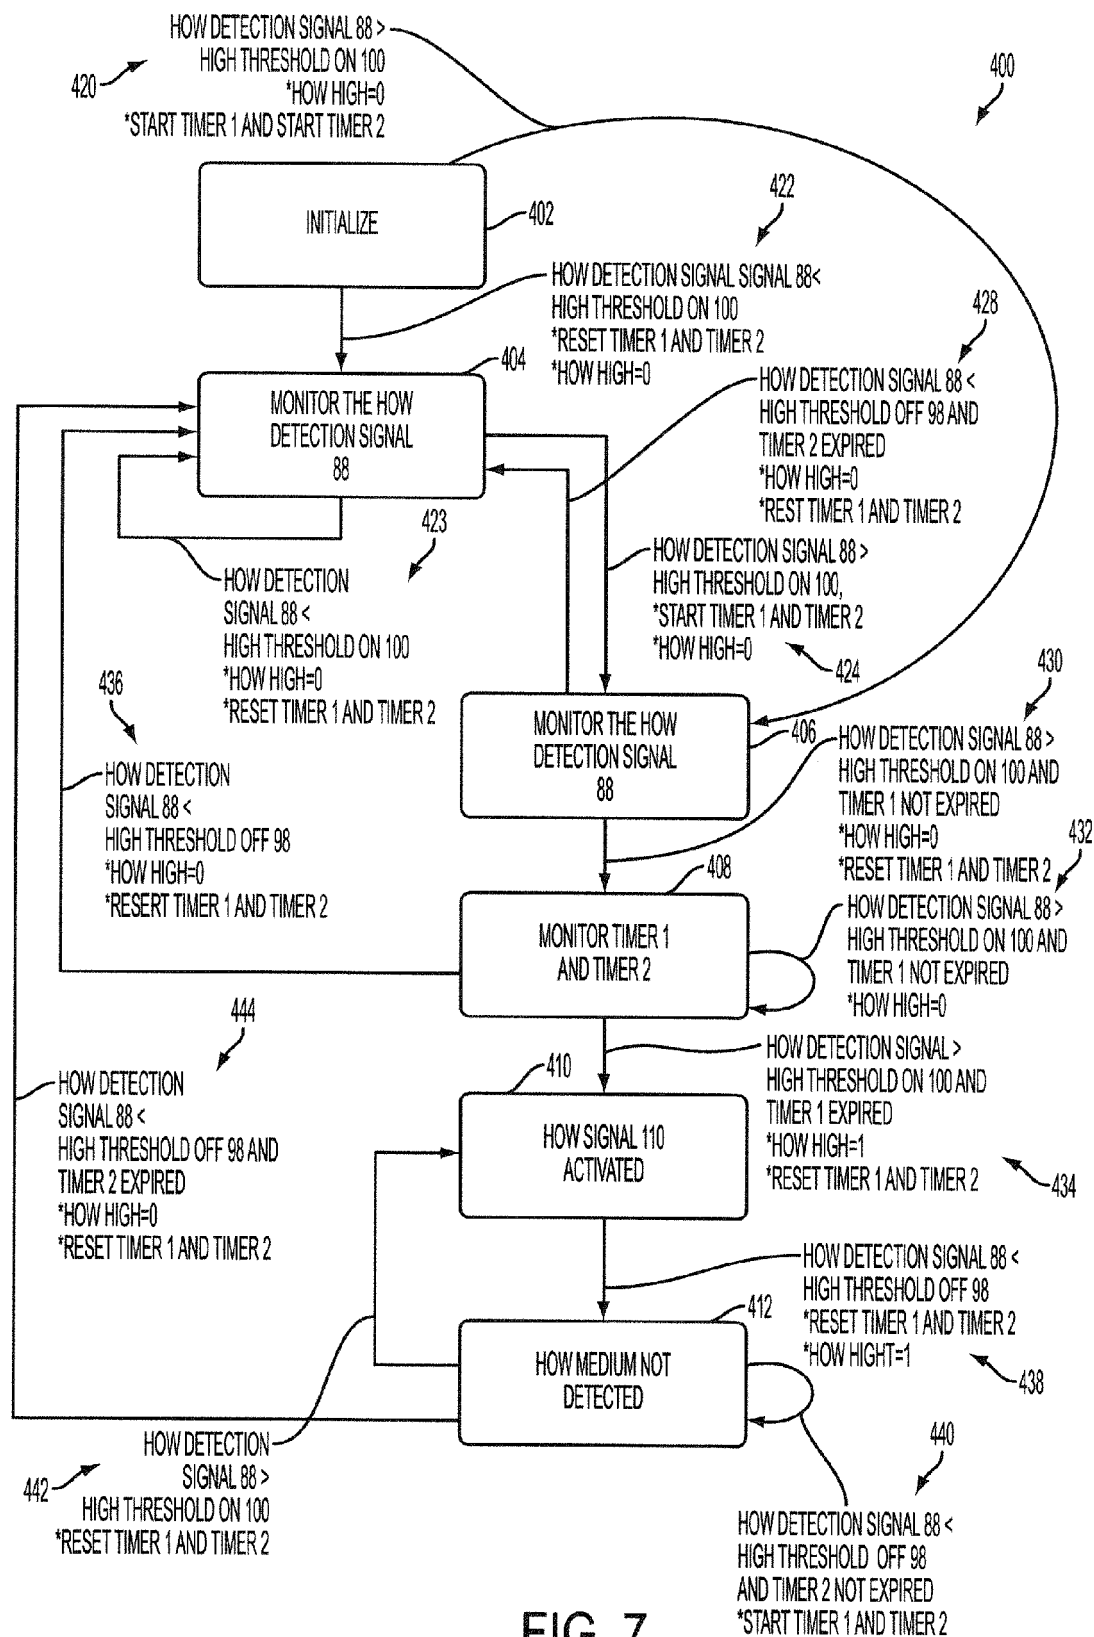 HOW DETECTION SIGNAL 88 >
HIGH THRESHOLD ON 100
*HOW HIGH=0
*START TIMER 1 AND START TIMER 2
420
400
INITIALIZE
402
422
HOW DETECTION SIGNAL SIGNAL 88<
HIGH THRESHOLD ON 100
*RESET TIMER 1 AND TIMER 2
*HOW HIGH=0
428
HOW DETECTION SIGNAL 88 <
HIGH THRESHOLD OFF 98 AND
TIMER 2 EXPIRED
*HOW HIGH=0
*REST TIMER 1 AND TIMER 2
404
MONITOR THE HOW
DETECTION SIGNAL
88
423
HOW DETECTION
SIGNAL 88 <
HIGH THRESHOLD ON 100
*HOW HIGH=0
*RESET TIMER 1 AND TIMER 2
HOW DETECTION SIGNAL 88 >
HIGH THRESHOLD ON 100,
*START TIMER 1 AND TIMER 2
*HOW HIGH=0
424
436
HOW DETECTION
SIGNAL 88 <
HIGH THRESHOLD OFF 98
*HOW HIGH=0
*RESERT TIMER 1 AND TIMER 2
MONITOR THE HOW
DETECTION SIGNAL
88
406
430
HOW DETECTION SIGNAL 88 >
HIGH THRESHOLD ON 100 AND
TIMER 1 NOT EXPIRED
*HOW HIGH=0
*RESET TIMER 1 AND TIMER 2
432
HOW DETECTION SIGNAL 88>
HIGH THRESHOLD ON 100 AND
TIMER 1 NOT EXPIRED
*HOW HIGH=0
408
MONITOR TIMER 1
AND TIMER 2
444
HOW DETECTION
SIGNAL 88 <
HIGH THRESHOLD OFF 98 AND
TIMER 2 EXPIRED
*HOW HIGH=0
*RESET TIMER 1 AND TIMER 2
410
HOW SIGNAL 110
ACTIVATED
HOW DETECTION SIGNAL >
HIGH THRESHOLD ON 100 AND
TIMER 1 EXPIRED
*HOW HIGH=1
*RESET TIMER 1 AND TIMER 2
434
HOW DETECTION SIGNAL 88 <
HIGH THRESHOLD OFF 98
*RESET TIMER 1 AND TIMER 2
*HOW HIGHT=1
438
412
HOW MEDIUM NOT
DETECTED
HOW DETECTION
SIGNAL 88 >
HIGH THRESHOLD ON 100
*RESET TIMER 1 AND TIMER 2
442
440
HOW DETECTION SIGNAL 88 <
HIGH THRESHOLD OFF 98
AND TIMER 2 NOT EXPIRED
*START TIMER 1 AND TIMER 2
FIG. 7